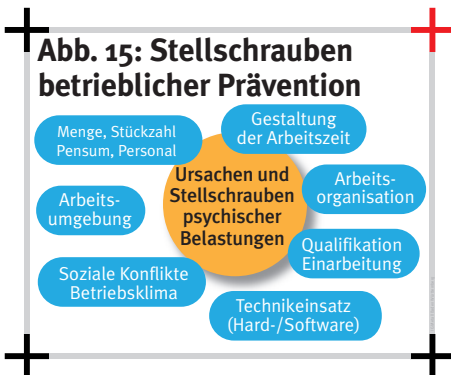 Abb. 15: Stellschrauben
betrieblicher Prävention
Gestaltung
der Arbeitszeit
Menge, Stückzahl
Pensum, Personal
Ursachen und
Stellschrauben
psychischer
Belastungen
Arbeits-
organisation
Arbeits-
umgebung
Qualifikation
Einarbeitung
Soziale Konflikte
Betriebsklima
Technikeinsatz
(Hard-/Software)